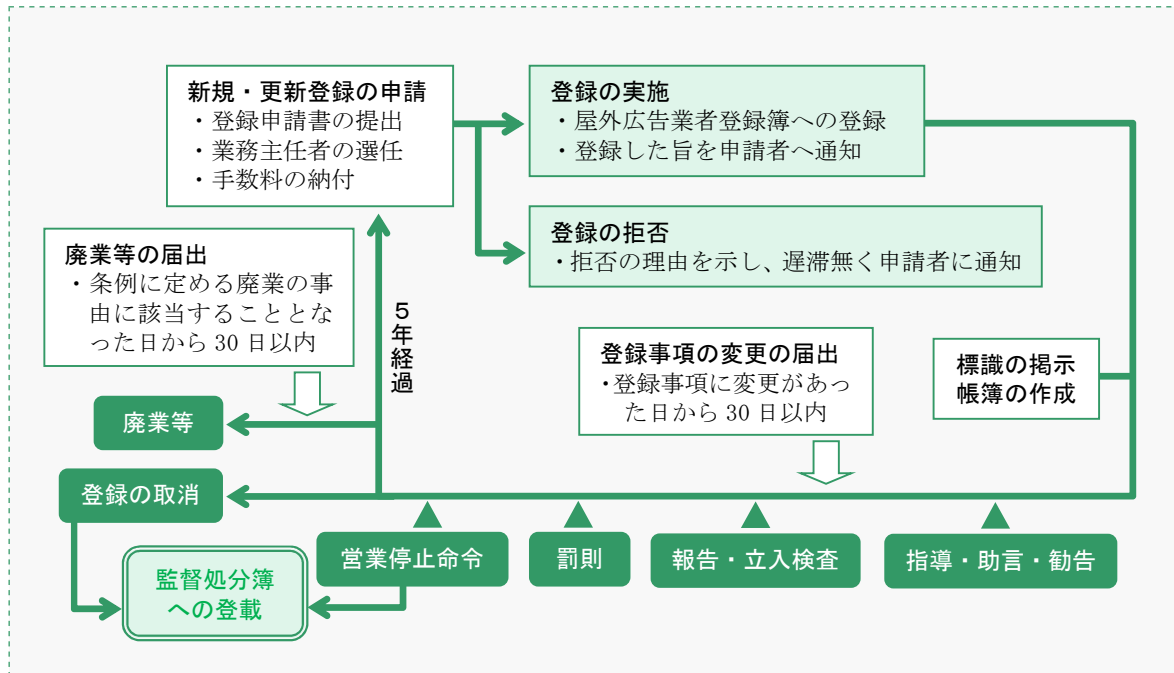 新規・更新登録の申請
・登録申請書の提出
・業務主任者の選任
・手数料の納付
登録の実施
・屋外広告業者登録簿への登録
・登録した旨を申請者へ通知
登録の拒否
・拒否の理由を示し、遅滞無く申請者に通知
廃業等の届出
・条例に定める廃業の事
由に該当することとな
った日から 30 日以内
5年経過
登録事項の変更の届出
・登録事項に変更があっ
た日から 30 日以内
標識の掲示
帳簿の作成
廃業等
登録の取消
営業停止命令
罰則
報告・立入検査
指導・助言・勧告
監督処分簿
への登載